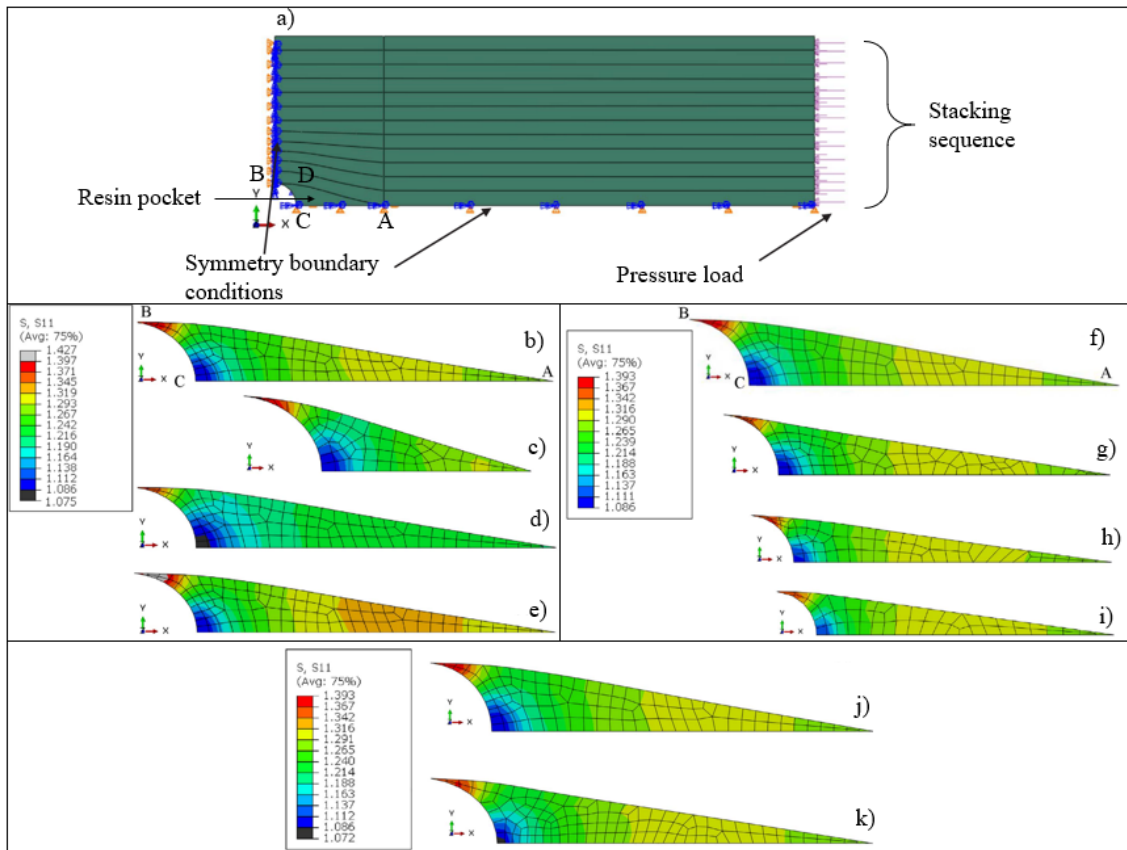 a)
Stacking
sequence
B
D
Resin pocket
Y
X
C
A
Symmetry boundary
conditions
Pressure load
S, S11
(Avg: 75%)
1.427
1.397
1.371
1.345
1.319
1.293
1.267
1.242
1.216
1.190
1.164
1.138
1.112
1.086
1.075
B
b)
Y
X
C
A
c)
Y
X
d)
Y
X
e)
Y
X
S, S11
(Avg: 75%)
1.393
1.367
1.342
1.316
1.290
1.265
1.239
1.214
1.188
1.163
1.137
1.111
1.086
B
f)
Y
X
C
A
g)
Y
X
h)
Y
X
i)
Y
X
S, S11
(Avg: 75%)
1.393
1.367
1.342
1.316
1.291
1.265
1.240
1.214
1.188
1.163
1.137
1.112
1.086
1.072
j)
Y
X
k)
Y
X